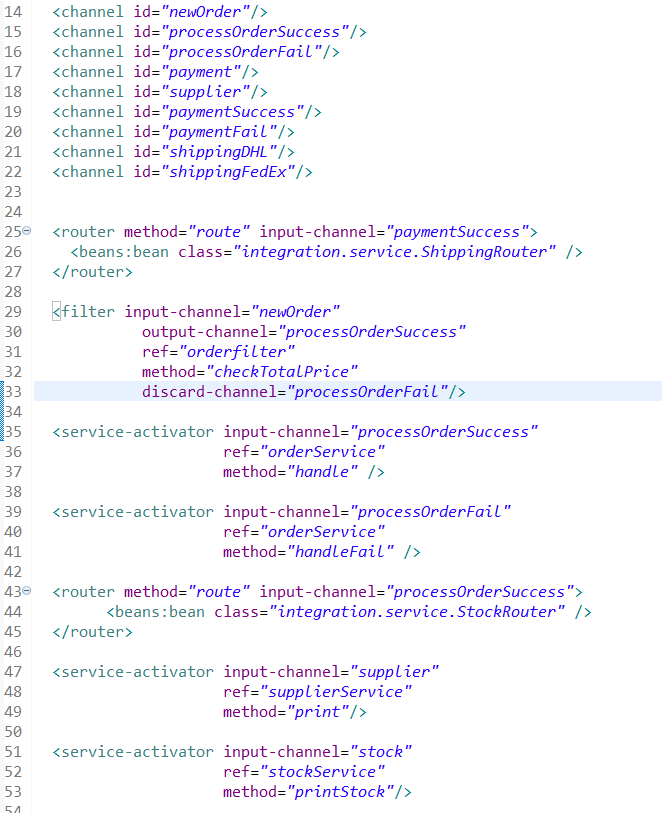 14 <channel id="newOrder"/>
15 <channel id="processOrderSuccess"/>
16 <channel id="processOrderFail"/>
17 <channel id="payment"/>
18 <channel id="supplier"/>
19 <channel id="paymentSuccess"/>
20 <channel id="paymentFail"/>
21 <channel id="shippingDHL"/>
22 <channel id="shippingFedEx"/>
23
24
25 <router method="route" input-channel="paymentSuccess">
26 <beans:bean class="integration.service.ShippingRouter" />
27 </router>
28
29 <filter input-channel="newOrder"
30 output-channel="processOrderSuccess"
31 ref="orderfilter"
32 method="checkTotalPrice"
33 discard-channel="processOrderFail"/>
34
35 <service-activator input-channel="processOrderSuccess"
36 ref="orderService"
37 method="handle" />
38
39 <service-activator input-channel="processOrderFail"
40 ref="orderService"
41 method="handleFail" />
42
43 <router method="route" input-channel="processOrderSuccess">
44 <beans:bean class="integration.service.StockRouter" />
45 </router>
46
47 <service-activator input-channel="supplier"
48 ref="supplierService"
49 method="print"/>
50
51 <service-activator input-channel="stock"
52 ref="stockService"
53 method="printStock"/>
54